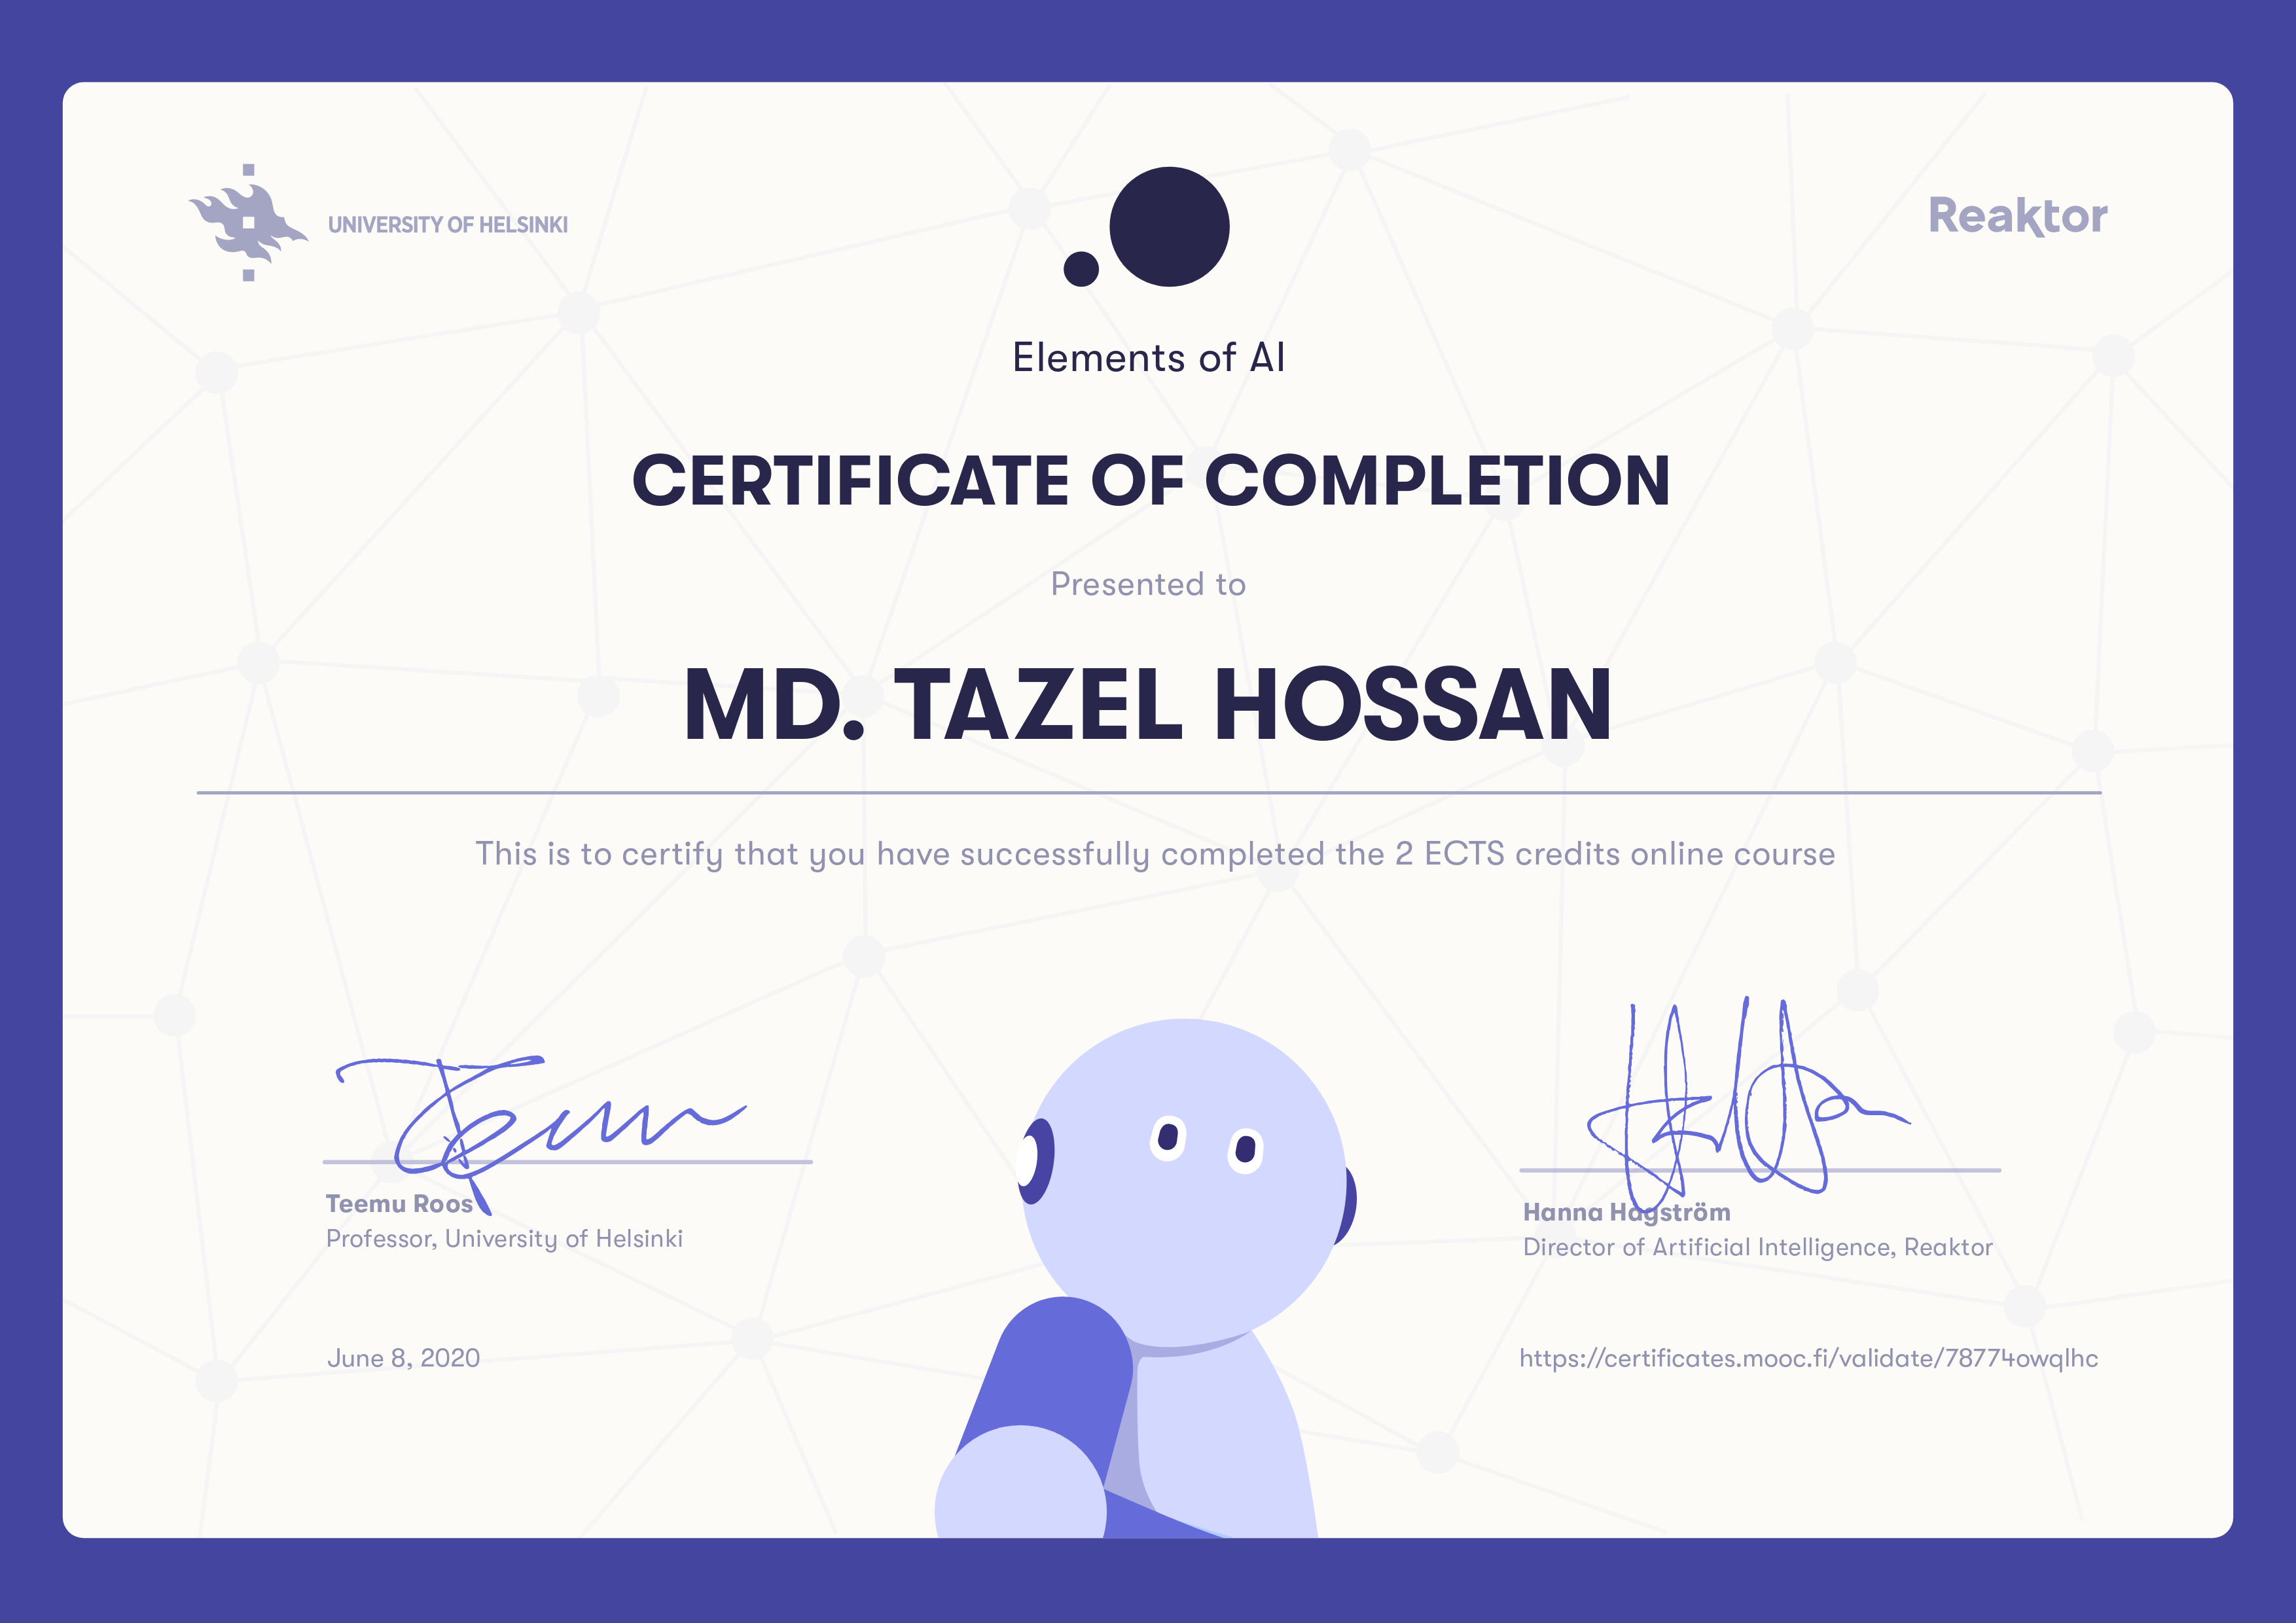 UNIVERSITY OF HELSINKI
Reaktor
Elements of AI
CERTIFICATE OF COMPLETION
Presented to
MD. TAZEL HOSSAN
This is to certify that you have successfully completed the 2 ECTS credits online course
Teemu Roos
Professor, University of Helsinki
Hanna Hagström
Director of Artificial Intelligence, Reaktor
June 8, 2020
https://certificates.mooc.fi/validate/78774owqlhc